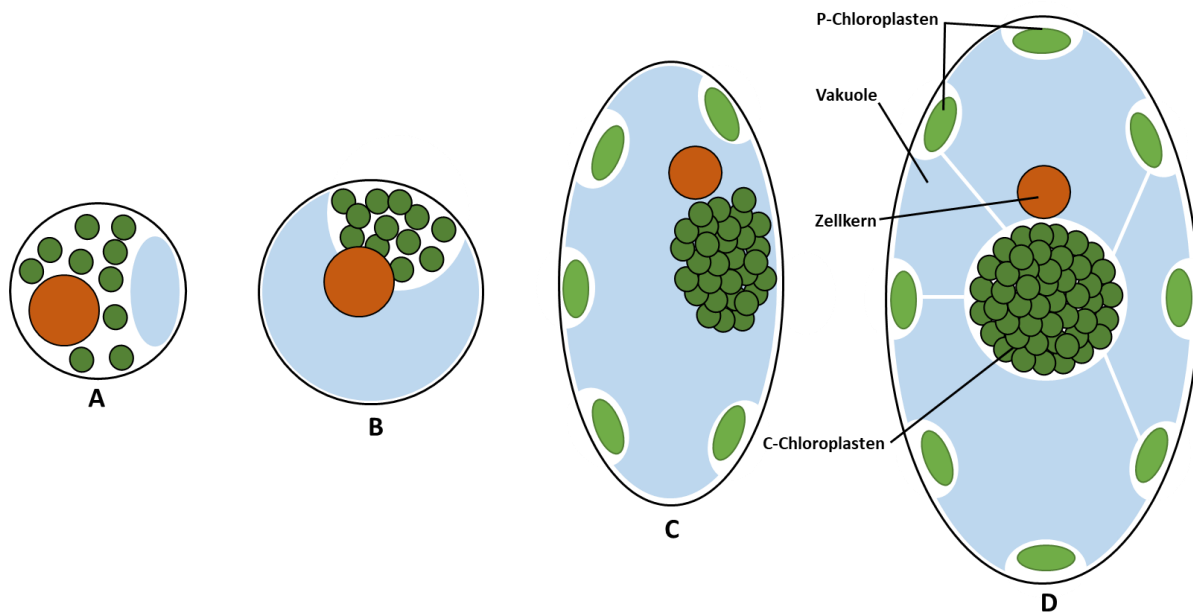 P-Chloroplasten
Vakuole
Zellkern
C-Chloroplasten
A
B
C
D